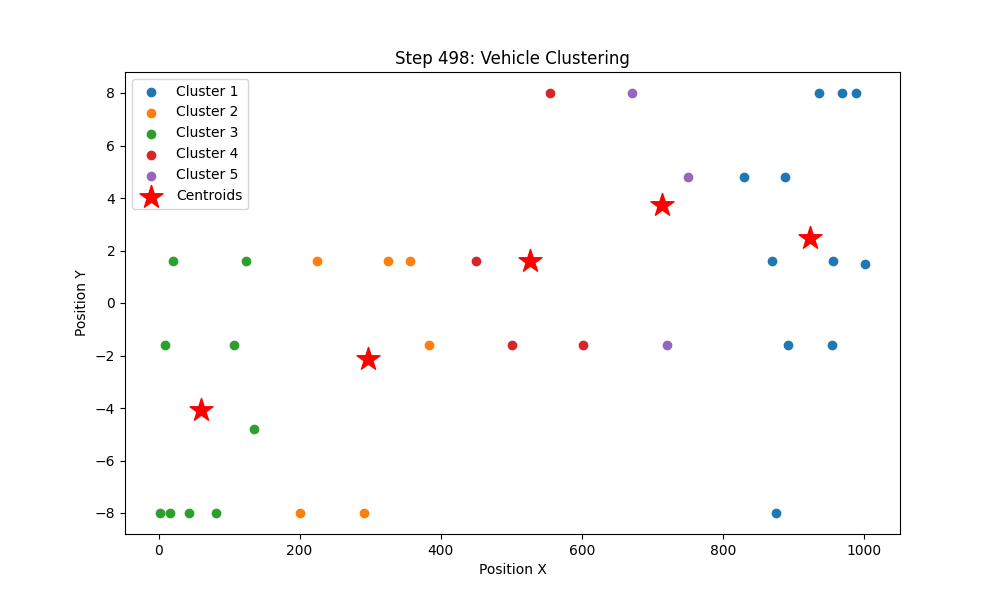 Step 498: Vehicle Clustering
Cluster 1
Cluster 2
Cluster 3
Cluster 4
Cluster 5
Centroids
8
6
4
2
0
−2
−4
−6
−8
Position Y
0 200 400 600 800 1000
Position X